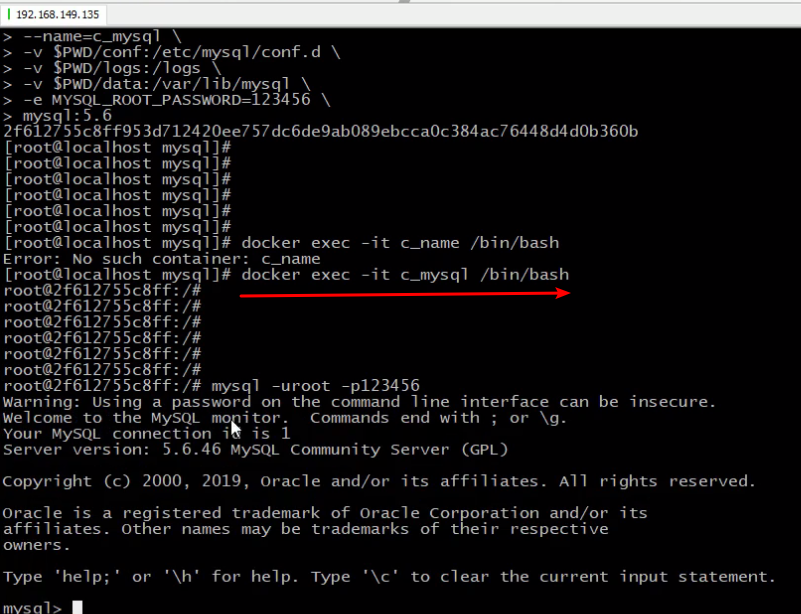 192.168.149.135
> --name=c_mysql \
> -v $PWD/conf:/etc/mysql/conf.d \
> -v $PWD/logs:/logs \
> -v $PWD/data:/var/lib/mysql \
> -e MYSQL_ROOT_PASSWORD=123456 \
> mysql:5.6
2f612755c8ff953d712420ee757dc6de9ab089ebcca0c384ac76448d4d0b360b
[root@localhost mysql]#
[root@localhost mysql]#
[root@localhost mysql]#
[root@localhost mysql]#
[root@localhost mysql]#
[root@localhost mysql]#
[root@localhost mysql]# docker exec -it c_name /bin/bash
Error: No such container: c_name
[root@localhost mysql]# docker exec -it c_mysql /bin/bash
root@2f612755c8ff:/#
root@2f612755c8ff:/#
root@2f612755c8ff:/#
root@2f612755c8ff:/#
root@2f612755c8ff:/#
root@2f612755c8ff:/#
root@2f612755c8ff:/# mysql -uroot -p123456
Warning: Using a password on the command line interface can be insecure.
Welcome to the MySQL monitor.  Commands end with ; or \g.
Your MySQL connection id is 1
Server version: 5.6.46 MySQL Community Server (GPL)
Copyright (c) 2000, 2019, Oracle and/or its affiliates. All rights reserved.
Oracle is a registered trademark of Oracle Corporation and/or its
affiliates. Other names may be trademarks of their respective
owners.
Type 'help;' or '\h' for help. Type '\c' to clear the current input statement.
mysql>